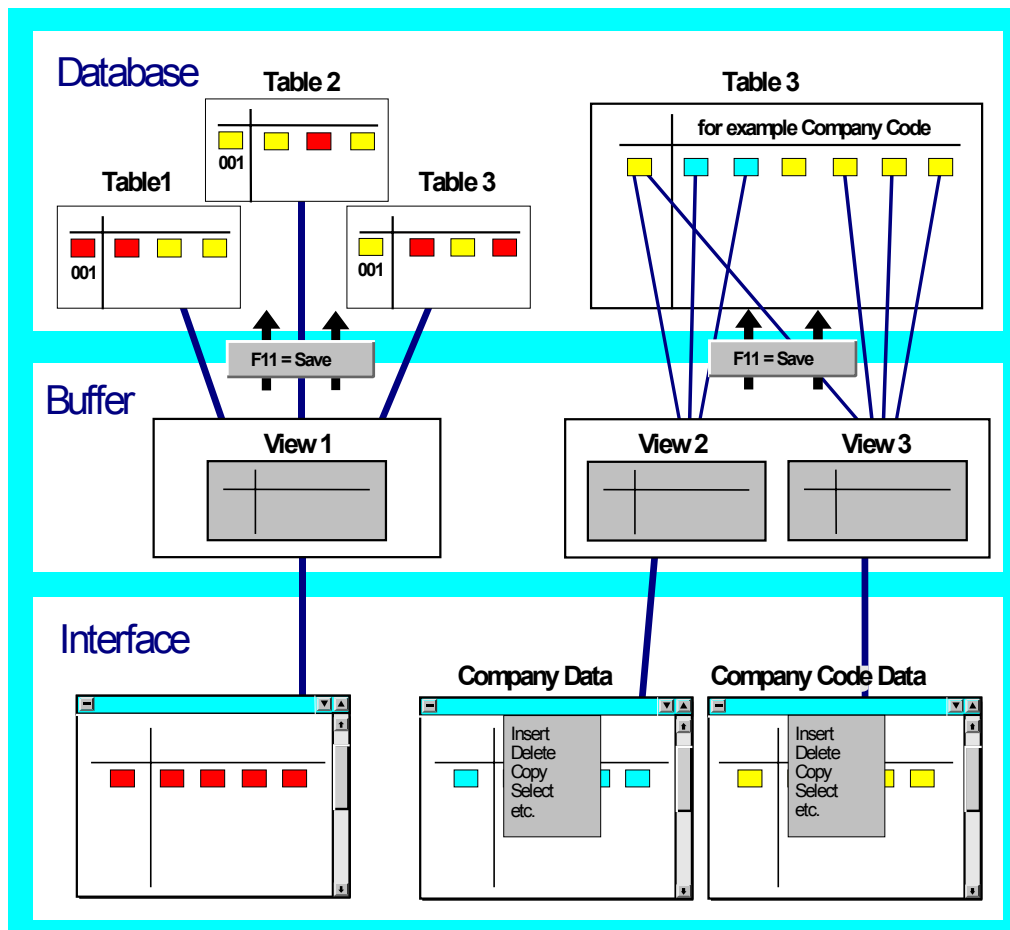 Database
Table 2
001
Table1
001
Table 3
001
Table 3
for example Company Code
F11 = Save
F11 = Save
Buffer
View 1
View 2
View 3
Interface
Company Data
Insert
Delete
Copy
Select
etc.
Company Code Data
Insert
Delete
Copy
Select
etc.